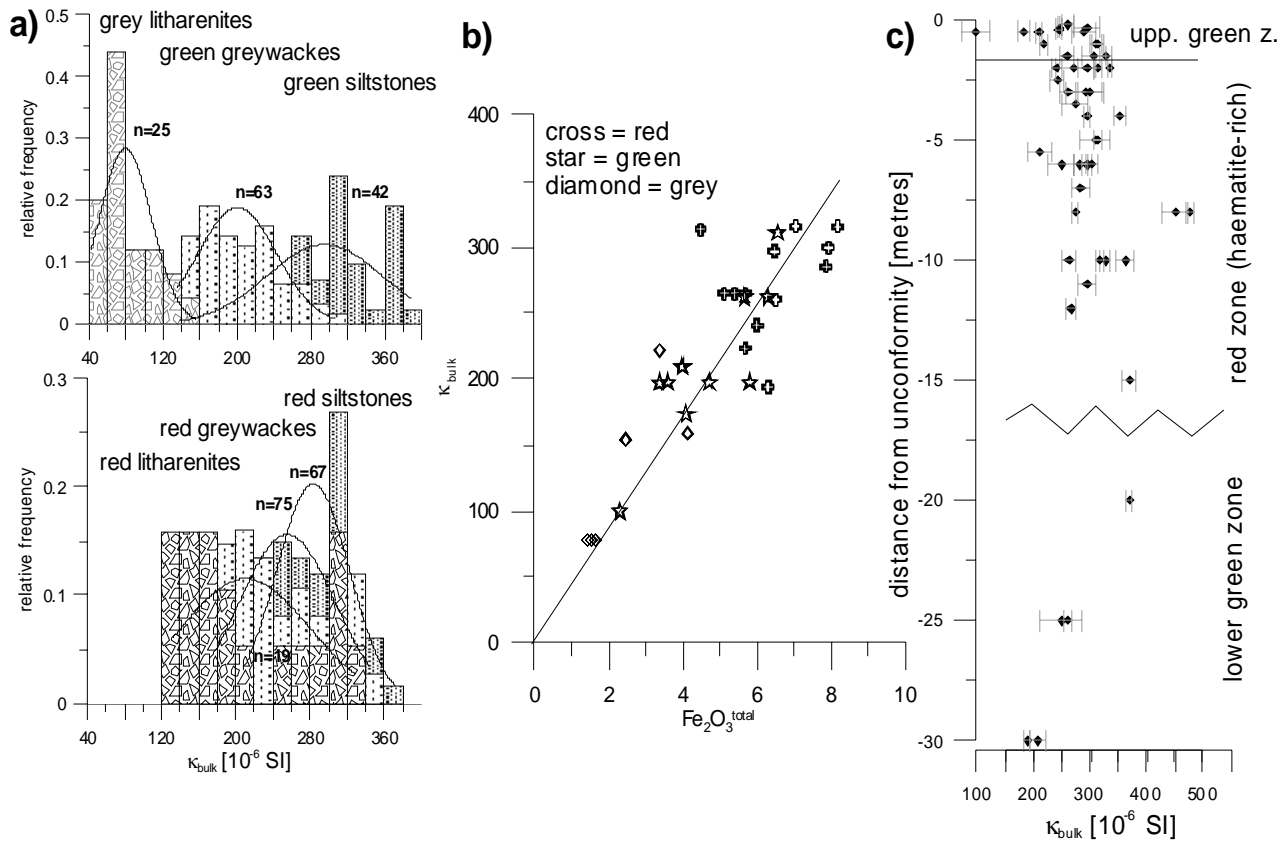 a)
0.5
0.4
0.3
0.2
0.1
0
relative frequency
grey litharenites
green greywackes
green siltstones
n=25
n=63
n=42
40
120
200
280
360
0.3
0.2
0.1
0
relative frequency
red siltstones
red greywackes
red litharenites
n=67
n=75
n=19
40
120
200
280
360
κbulk [10-6 SI]
b)
400
300
200
100
0
κbulk
cross = red
star = green
diamond = grey
0
2
4
6
8
10
Fe2O3total
c)
0
-5
-10
-15
-20
-25
-30
distance from unconformity [metres]
upp. green z.
red zone (haematite-rich)
lower green zone
100
200
300
400
500
κbulk [10-6 SI]